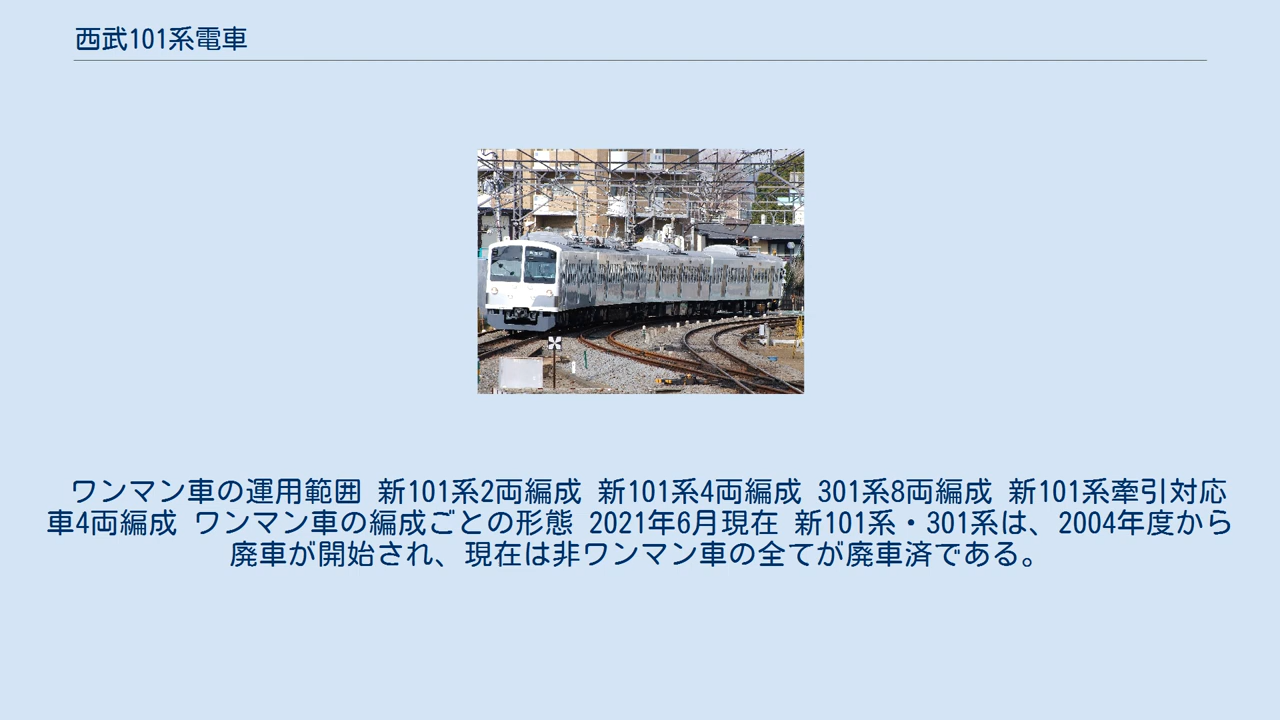 西武101系電車
ワンマン車の運用範囲 新101系2両編成 新101系4両編成 301系8両編成 新101系牽引対応
車4両編成 ワンマン車の編成ごとの形態 2021年6月現在 新101系・301系は、2004年度から
廃車が開始され、現在は非ワンマン車の全てが廃車済である。